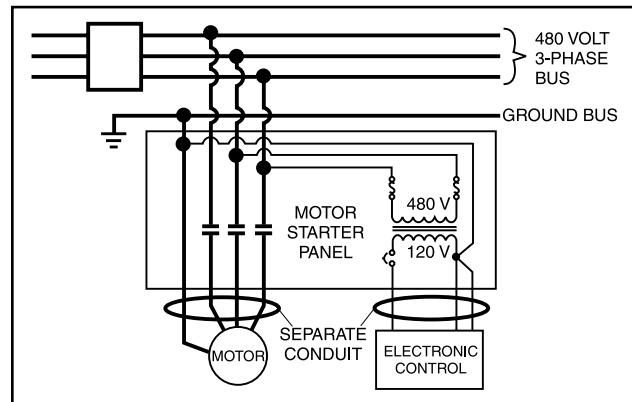 480 VOLT
3-PHASE
BUS
GROUND BUS
480 V
MOTOR
STARTER
PANEL
120 V
SEPARATE
CONDUIT
MOTOR
ELECTRONIC
CONTROL